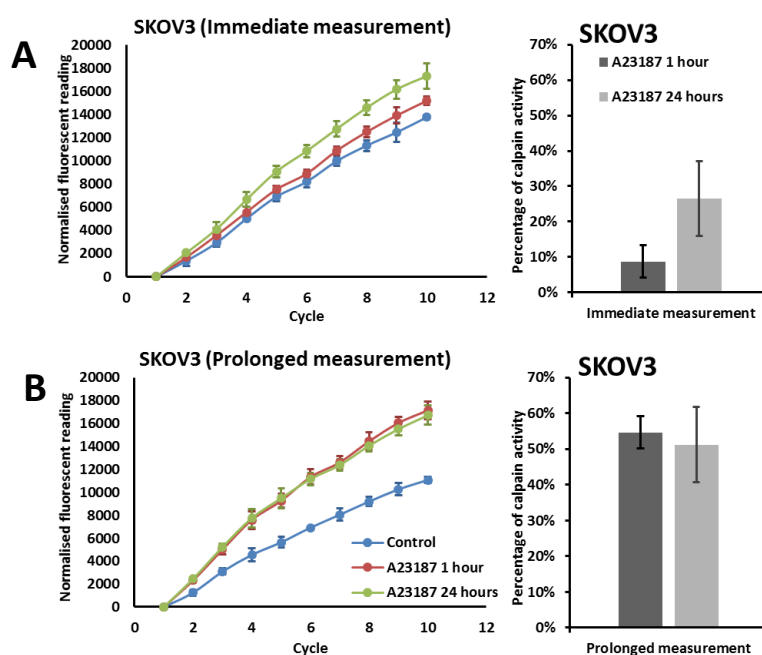 A
SKOV3 (Immediate measurement)
Normalised fluorescent reading
20000
18000
16000
14000
12000
10000
8000
6000
4000
2000
0
0 2 4 6 8 10 12
Cycle
SKOV3
Percentage of calpain activity
70%
60%
50%
40%
30%
20%
10%
0%
A23187 1 hour
A23187 24 hours
Immediate measurement
B
SKOV3 (Prolonged measurement)
Normalised fluorescent reading
20000
18000
16000
14000
12000
10000
8000
6000
4000
2000
0
0 2 4 6 8 10 12
Cycle
Control
A23187 1 hour
A23187 24 hours
SKOV3
Percentage of calpain activity
70%
60%
50%
40%
30%
20%
10%
0%
Prolonged measurement